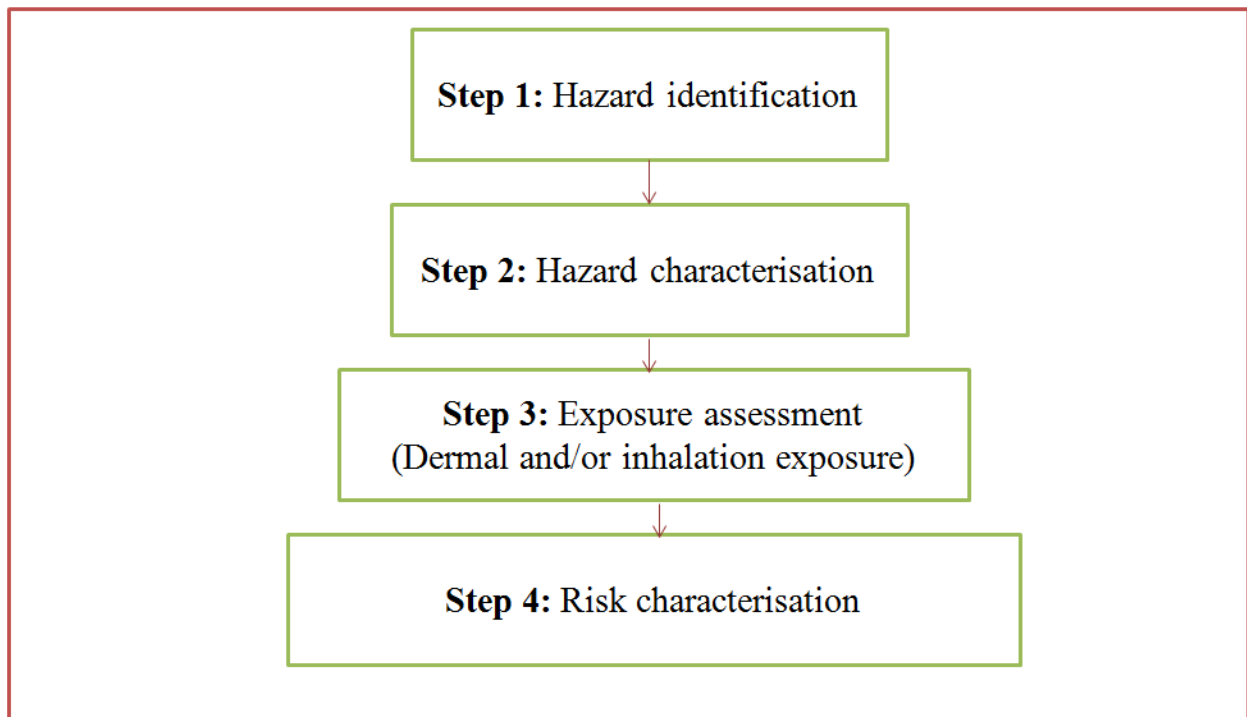 Step 1: Hazard identification
Step 2: Hazard characterisation
Step 3: Exposure assessment
(Dermal and/or inhalation exposure)
Step 4: Risk characterisation